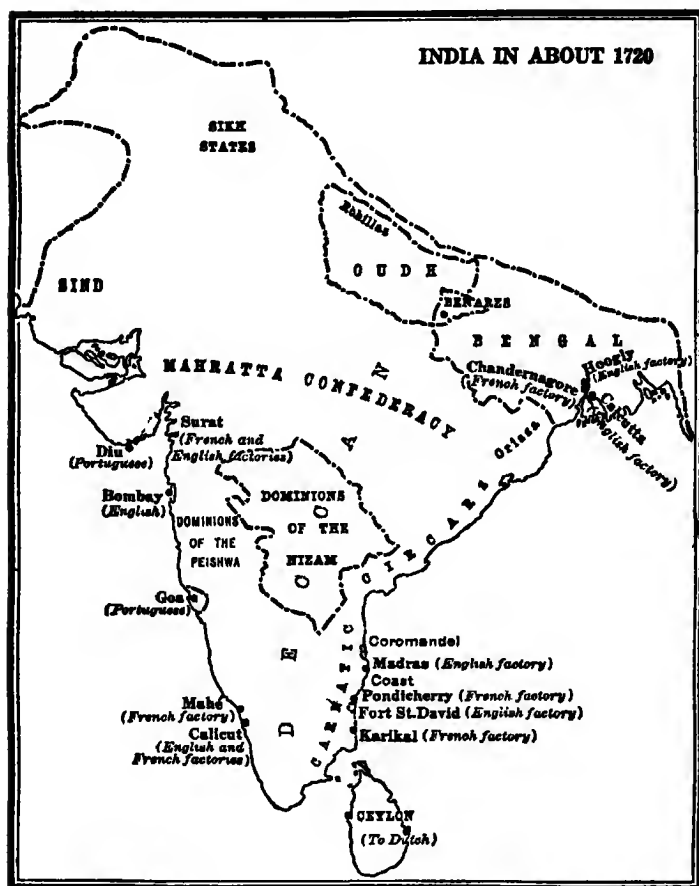 INDIA IN ABOUT 1720
SIKH
STATES
Rohillas
OUDH
SIND
BENARES
BENGAL
MAHRATTA CONFEDERACY
Chandernagore
(French factory)
Hoogly
(English factory)
Calcutta
(English factory)
Orissa
Surat
(French and
English factories)
Diu
(Portuguese)
Bombay
(English)
DOMINIONS
OF THE
PEISHWA
DOMINIONS
OF THE
NIZAM
CIRCARS
DECCAN
Goa
(Portuguese)
CARNATIC
Coromandel
Madras (English factory)
Coast
Pondicherry (French factory)
Fort St. David (English factory)
Karikal (French factory)
Mahé
(French factory)
Calicut
(English and
French factories)
CEYLON
(To Dutch)